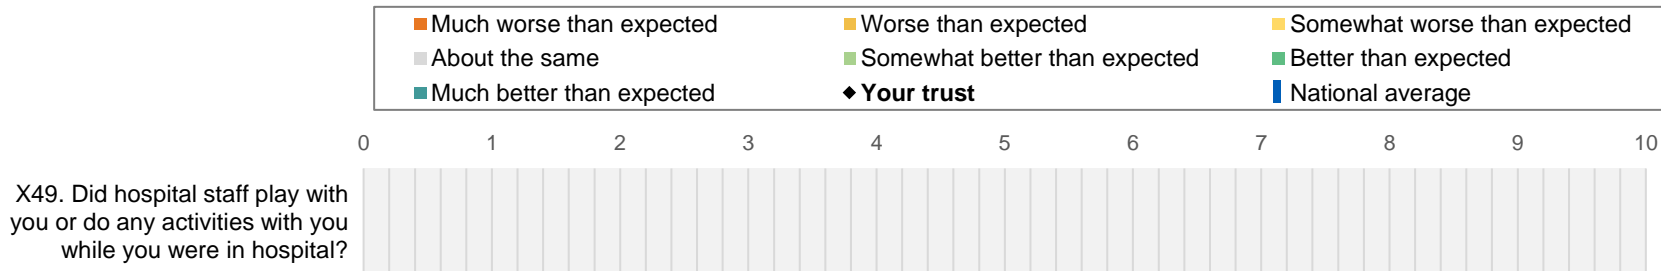 Much worse than expected Worse than expected Somewhat worse than expected
About the same Somewhat better than expected Better than expected
Much better than expected Your trust National average
0 1 2 3 4 5 6 7 8 9 10
X49. Did hospital staff play with
you or do any activities with you
while you were in hospital?